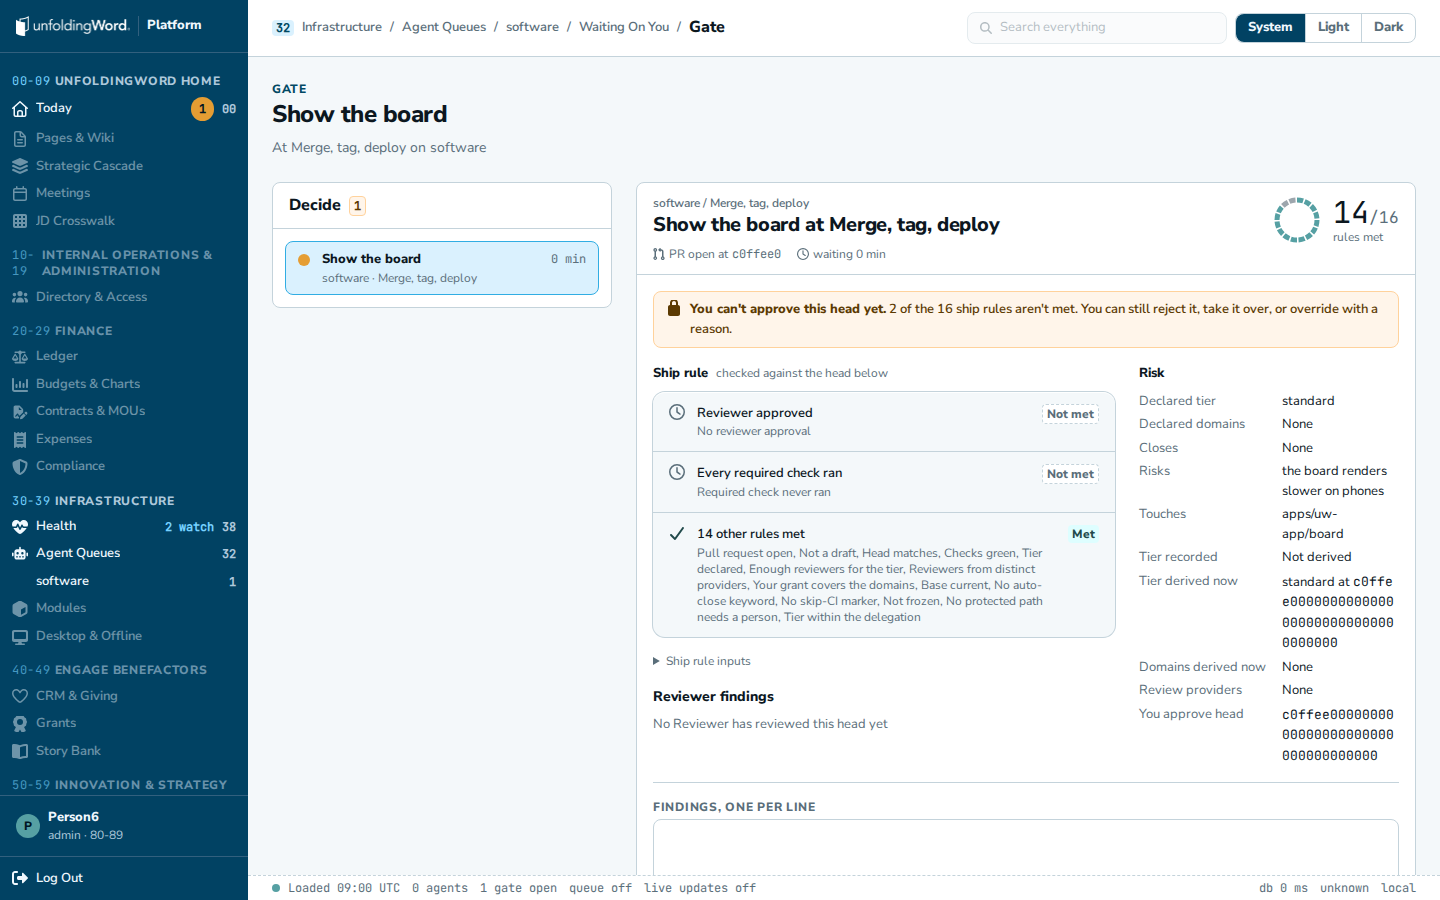 unfoldingWord Platform
00-09 UNFOLDINGWORD HOME
Today 1 00
Pages & Wiki
Strategic Cascade
Meetings
JD Crosswalk
10-19 INTERNAL OPERATIONS & ADMINISTRATION
Directory & Access
20-29 FINANCE
Ledger
Budgets & Charts
Contracts & MOUs
Expenses
Compliance
30-39 INFRASTRUCTURE
Health 2 watch 38
Agent Queues 32
software 1
Modules
Desktop & Offline
40-49 ENGAGE BENEFACTORS
CRM & Giving
Grants
Story Bank
50-59 INNOVATION & STRATEGY
P Person6
admin · 80-89
Log Out
32 Infrastructure / Agent Queues / software / Waiting On You / Gate
Search everything
System Light Dark
GATE
Show the board
At Merge, tag, deploy on software
Decide 1
Show the board 0 min
software · Merge, tag, deploy
software / Merge, tag, deploy
Show the board at Merge, tag, deploy
PR open at c0ffee0 waiting 0 min
14/16
rules met
You can't approve this head yet. 2 of the 16 ship rules aren't met. You can still reject it, take it over, or override with a
reason.
Ship rule checked against the head below
Reviewer approved Not met
No reviewer approval
Every required check ran Not met
Required check never ran
14 other rules met Met
Pull request open, Not a draft, Head matches, Checks green, Tier
declared, Enough reviewers for the tier, Reviewers from distinct
providers, Your grant covers the domains, Base current, No auto-
close keyword, No skip-CI marker, Not frozen, No protected path
needs a person, Tier within the delegation
Ship rule inputs
Reviewer findings
No Reviewer has reviewed this head yet
Risk
Declared tier standard
Declared domains None
Closes None
Risks the board renders
slower on phones
Touches apps/uw-
app/board
Tier recorded Not derived
Tier derived now standard at c0ffe
e0000000000000
00000000000000
0000000
Domains derived now None
Review providers None
You approve head c0ffee00000000
00000000000000
000000000000
FINDINGS, ONE PER LINE
Loaded 09:00 UTC 0 agents 1 gate open queue off live updates off
db 0 ms unknown local